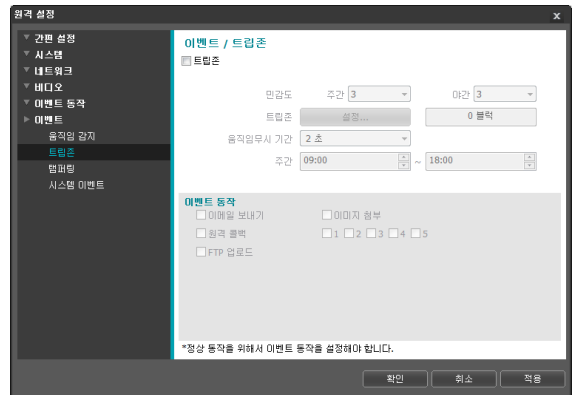 원격 설정
x
간편 설정
시스템
네트워크
비디오
이벤트 동작
이벤트
움직임 감지
트립존
탬퍼링
시스템 이벤트
이벤트 / 트립존
트립존
민감도 주간 3 야간 3
트립존 설정... 0 블럭
움직임무시 기간 2 초
주간 09:00 ~ 18:00
이벤트 동작
이메일 보내기 이미지 첨부
원격 콜백 1 2 3 4 5
FTP 업로드
*정상 동작을 위해서 이벤트 동작을 설정해야 합니다.
확인 취소 적용